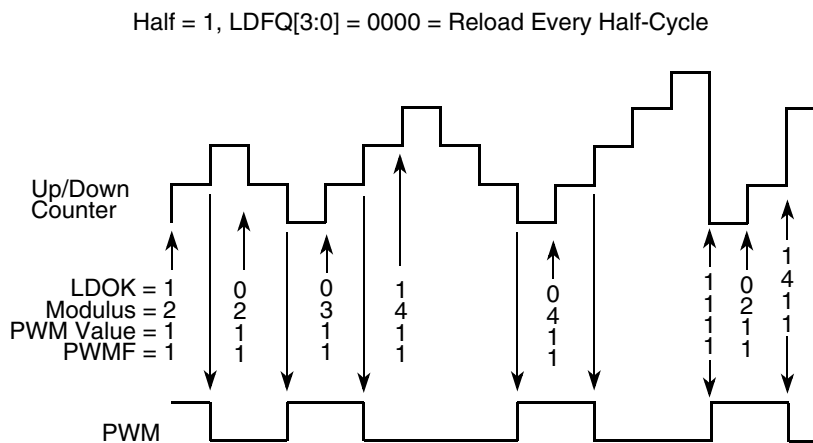 Half = 1, LDFQ[3:0] = 0000 = Reload Every Half-Cycle
Up/Down
Counter
LDOK = 1 0 0 1 0 1 0 1
Modulus = 2 2 3 4 4 1 2 4
PWM Value = 1 1 1 1 1 1 1 1
PWMF = 1 1 1 1 1 1 1 1
PWM